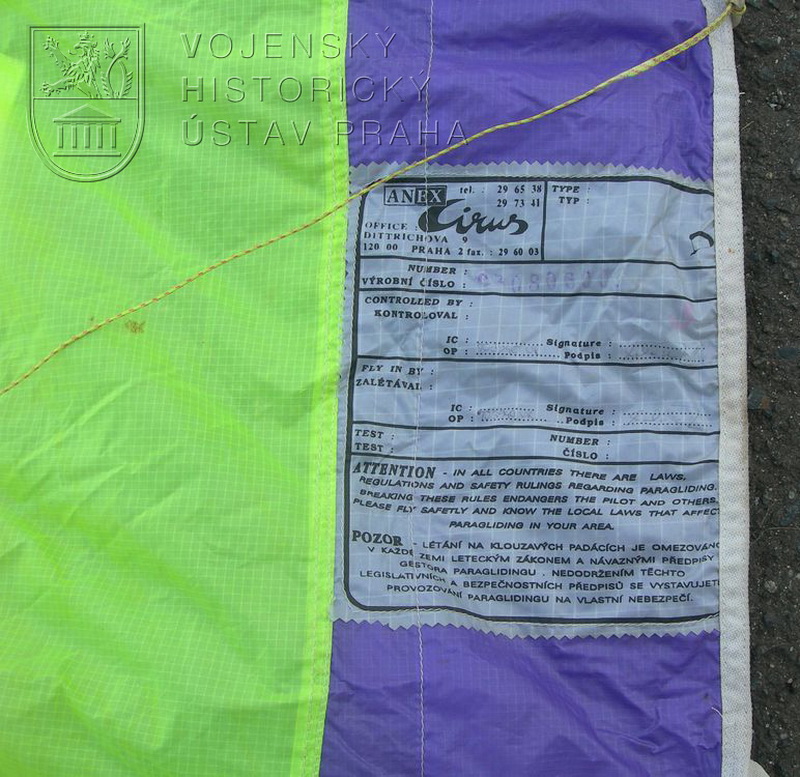 VOJENSKÝ
HISTORICKÝ
ÚSTAV PRAHA
ANEX
Cirus
tel. : 29 65 38
29 73 41
OFFICE :
DITTRICHOVA 9
120 00 PRAHA 2 fax. : 29 60 03
TYPE :
TYP :
NUMBER :
VÝROBNÍ ČÍSLO :
CONTROLLED BY :
KONTROLOVAL :
IC : Signature :
OP : Podpis :
FLY IN BY :
ZALÉTÁVAL :
IC : Signature :
OP : Podpis :
TEST : NUMBER :
TEST : ČÍSLO :
ATTENTION - IN ALL COUNTRIES THERE ARE LAWS,
REGULATIONS AND SAFETY RULINGS REGARDING PARAGLIDING.
BREAKING THESE RULES ENDANGERS THE PILOT AND OTHERS.
PLEASE FLY SAFETLY AND KNOW THE LOCAL LAWS THAT AFFECT
PARAGLIDING IN YOUR AREA.
POZOR - LÉTÁNÍ NA KLOUZAVÝCH PADÁCÍCH JE OMEZOVÁNO
V KAŽDÉ ZEMI LETECKÝM ZÁKONEM A NÁVAZNÝMI PŘEDPISY
GESTORA PARAGLIDINGU . NEDODRŽENÍM TĚCHTO
LEGISLATIVNÍCH A BEZPEČNOSTNÍCH PŘEDPISŮ SE VYSTAVUJETE
PROVOZOVÁNÍ PARAGLIDINGU NA VLASTNÍ NEBEZPEČÍ.